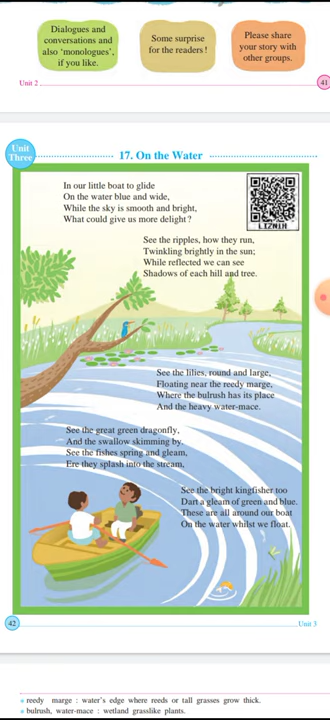 Dialogues and
conversations and
also ‘monologues’,
if you like.
Some surprise
for the readers!
Please share
your story with
other groups.
Unit 2
41
Unit
Three
17. On the Water
In our little boat to glide
On the water blue and wide,
While the sky is smooth and bright,
What could give us more delight?
LIZNIH
See the ripples, how they run,
Twinkling brightly in the sun;
While reflected we can see
Shadows of each hill and tree.
See the lilies, round and large,
Floating near the reedy marge,
Where the bulrush has its place
And the heavy water-mace.
See the great green dragonfly,
And the swallow skimming by.
See the fishes spring and gleam,
Ere they splash into the stream,
See the bright kingfisher too
Dart a gleam of green and blue.
These are all around our boat
On the water whilst we float.
42
Unit 3
reedy marge : water’s edge where reeds or tall grasses grow thick.
bulrush, water-mace : wetland grasslike plants.